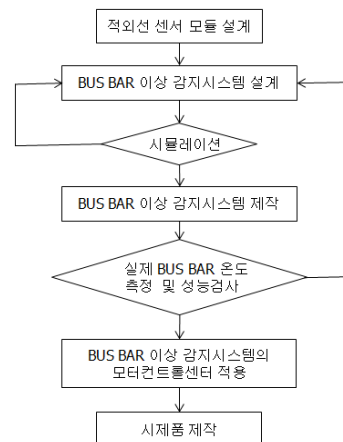 적외선 센서 모듈 설계
BUS BAR 이상 감지시스템 설계
시뮬레이션
BUS BAR 이상 감지시스템 제작
실제 BUS BAR 온도
측정 및 성능검사
BUS BAR 이상 감지시스템의
모터컨트롤센터 적용
시제품 제작